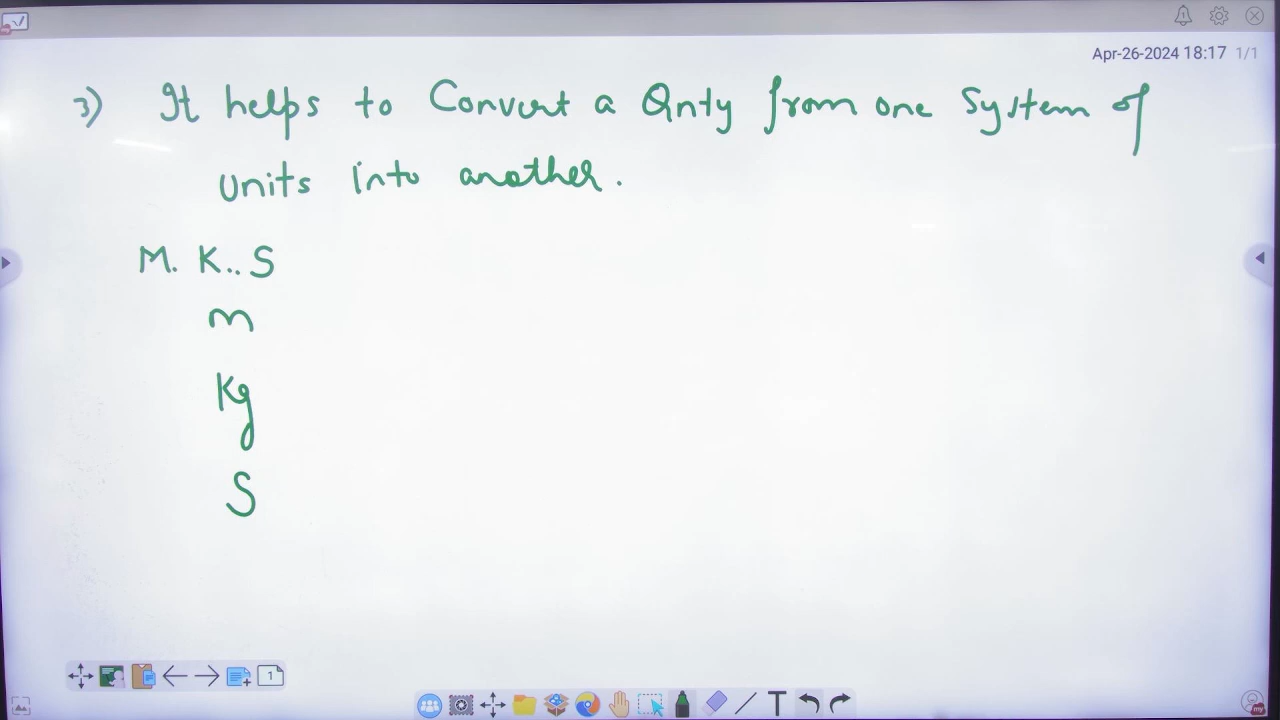 Apr-26-2024 18:17 1/1
3) It helps to Convert a Qnty from one System of
units into another.
M. K.. S
m
Kg
S
1
T